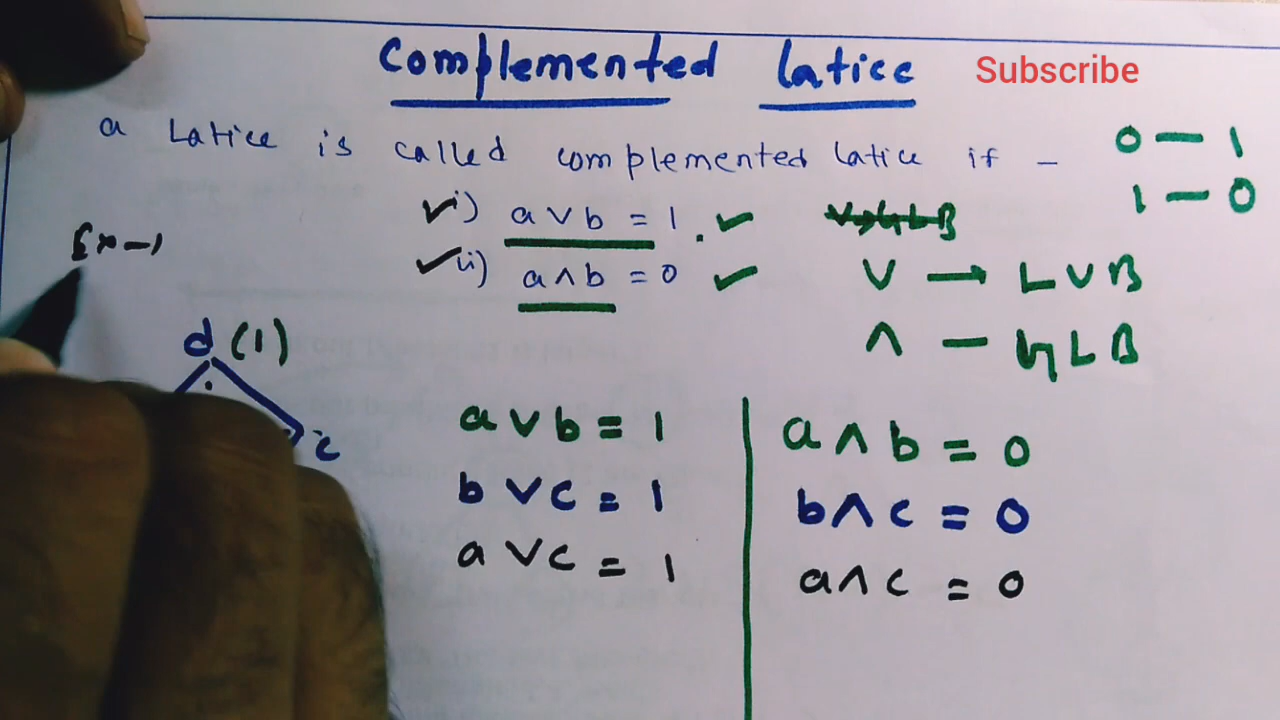 Complemented Latice
Subscribe
a Latice is called complemented latice if –
0 — 1
i) a ∨ b = 1 .
1 — 0
ii) a ∧ b = 0
∨ → LUB
∧ — GLB
Ex-1
d (1)
c
a ∨ b = 1
b ∨ c = 1
a ∨ c = 1
a ∧ b = 0
b ∧ c = 0
a ∧ c = 0